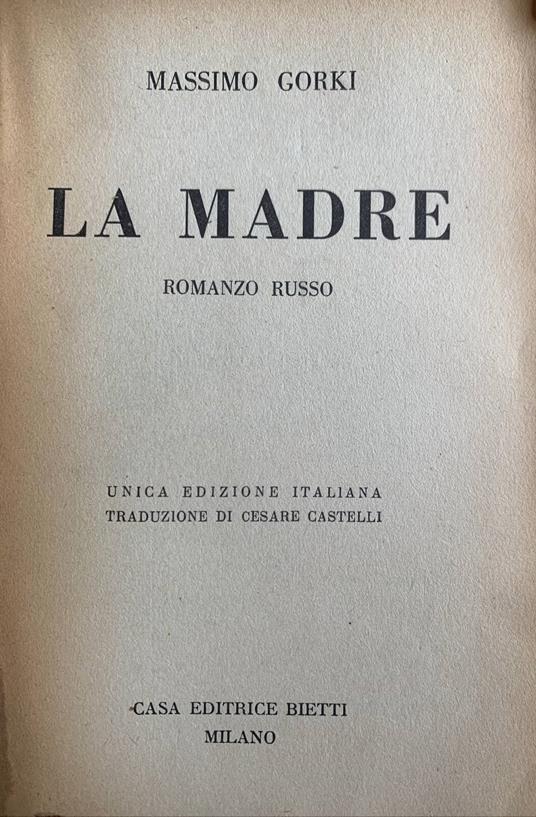 MASSIMO GORKI
LA MADRE
ROMANZO RUSSO
UNICA EDIZIONE ITALIANA
TRADUZIONE DI CESARE CASTELLI
CASA EDITRICE BIETTI
MILANO